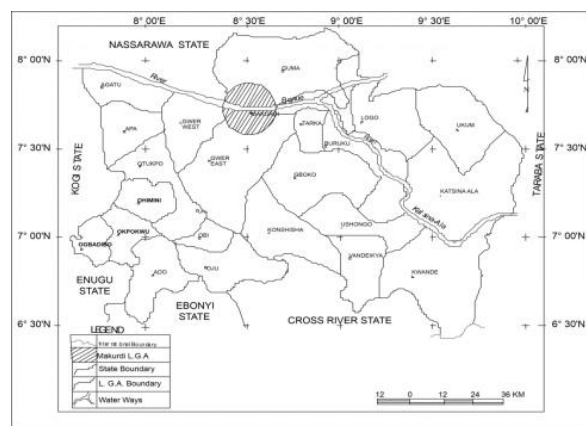 8° 00'E 8° 30'E 9° 00'E 9° 30'E 10° 00'E
NASSARAWA STATE
8° 00'N 8° 00'N
GUMA
River
AGATU
Benue
MAKURDI
LOGO
GWER WEST
TARKA
UKUM
APA
7° 30'N 7° 30'N
BURUKU
KOGI STATE
OTUKPO
GWER EAST
TARABA STATE
GBOKO
KATSINA ALA
OHIMINI
OKPOKWU
KONSHISHA
USHONGO
Katsina-Ala
7° 00'N 7° 00'N
OGBADIBO
OBI
VANDEIKYA
ADO
OJU
KWANDE
ENUGU STATE
EBONYI STATE
CROSS RIVER STATE
6° 30'N 6° 30'N
LEGEND
Makurdi L.G.A
State Boundary
L. G.A. Boundary
Water Ways
12 0 12 24 36 KM
N